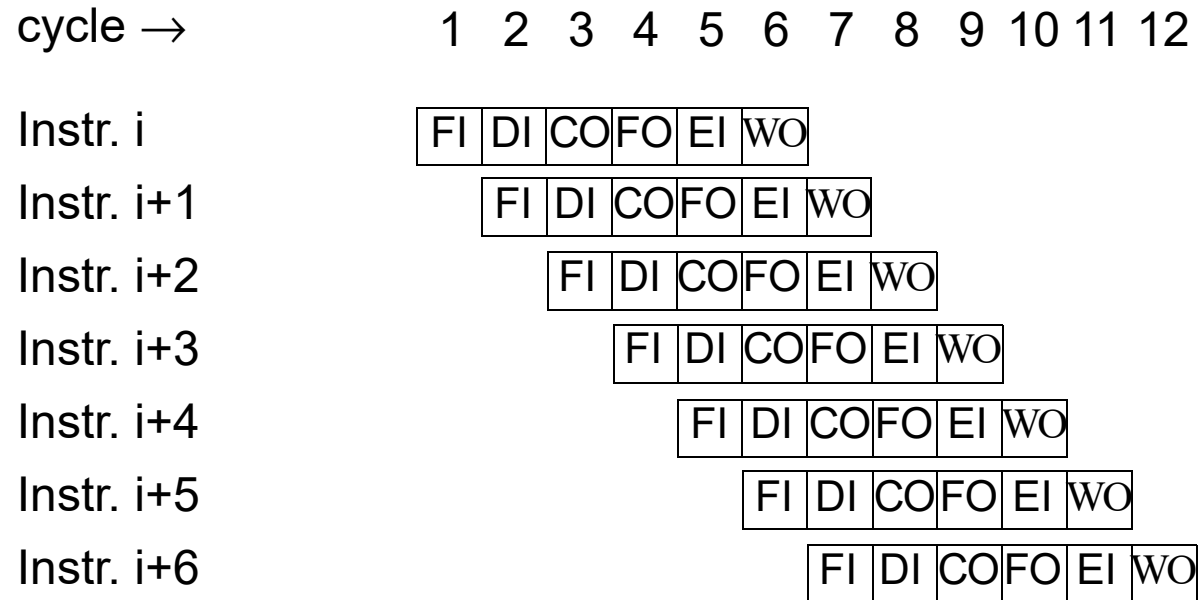 cycle → 1 2 3 4 5 6 7 8 9 10 11 12
Instr. i FI DI CO FO EI WO
Instr. i+1 FI DI CO FO EI WO
Instr. i+2 FI DI CO FO EI WO
Instr. i+3 FI DI CO FO EI WO
Instr. i+4 FI DI CO FO EI WO
Instr. i+5 FI DI CO FO EI WO
Instr. i+6 FI DI CO FO EI WO